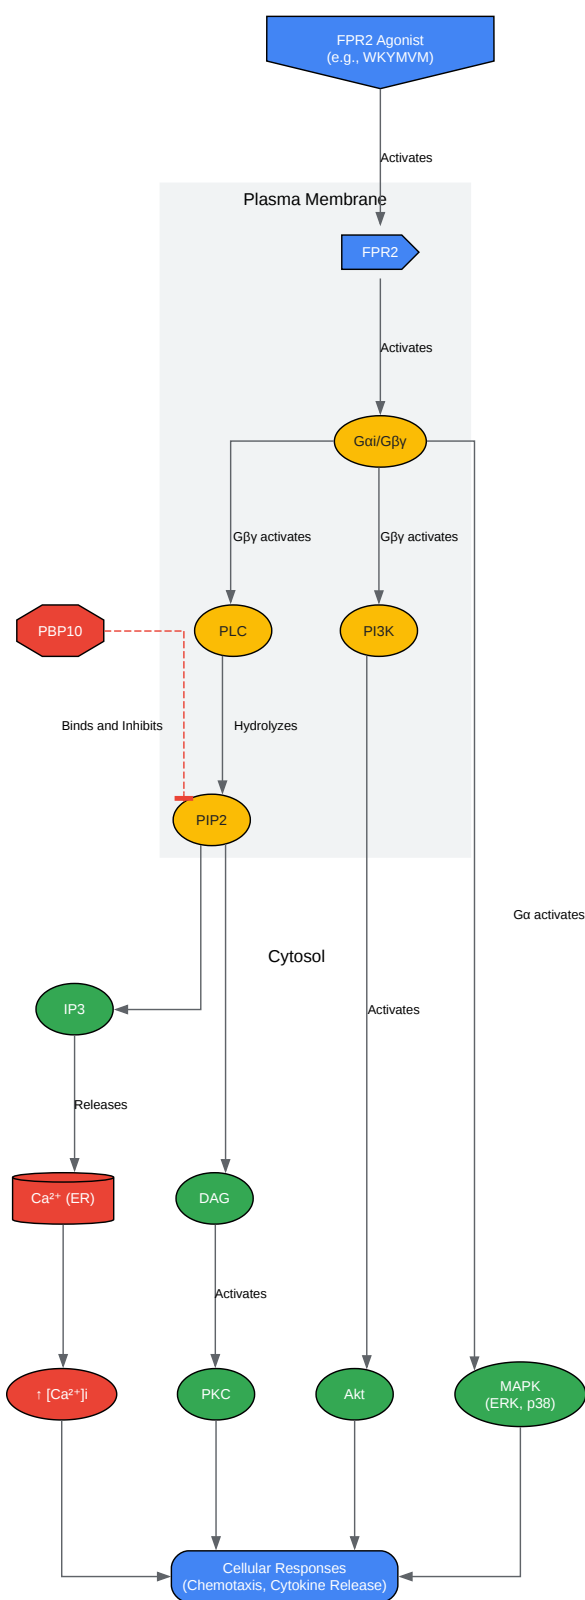 FPR2 Agonist
(e.g., WKYMVM)
Activates
Plasma Membrane
FPR2
Activates
Gαi/Gβγ
Gβγ activates
Gβγ activates
PBP10
PLC
PI3K
Binds and Inhibits
Hydrolyzes
PIP2
Gα activates
Cytosol
IP3
Activates
Releases
Ca²⁺ (ER)
DAG
Activates
↑ [Ca²⁺]i
PKC
Akt
MAPK
(ERK, p38)
Cellular Responses
(Chemotaxis, Cytokine Release)